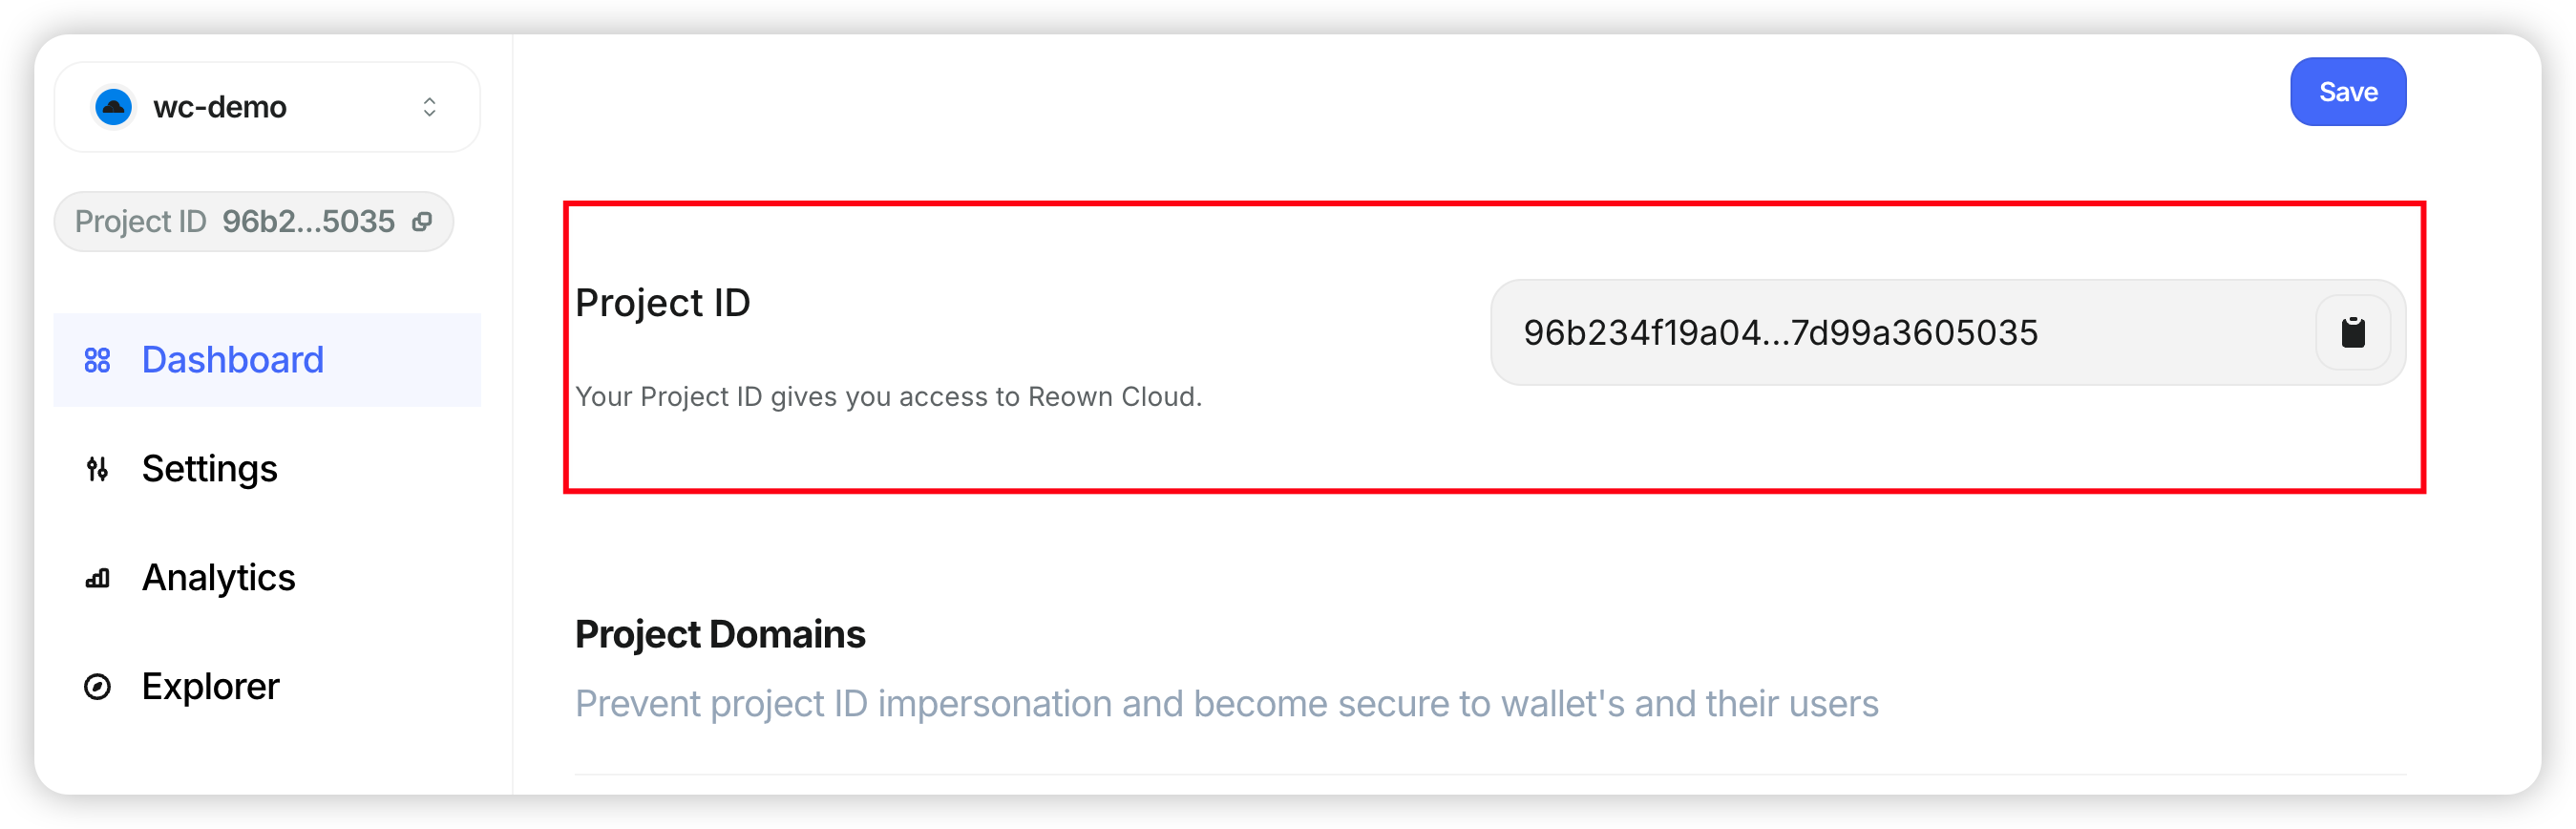 wc-demo
Save
Project ID 96b2...5035
Project ID
96b234f19a04...7d99a3605035
Your Project ID gives you access to Reown Cloud.
Dashboard
Settings
Analytics
Explorer
Project Domains
Prevent project ID impersonation and become secure to wallet's and their users